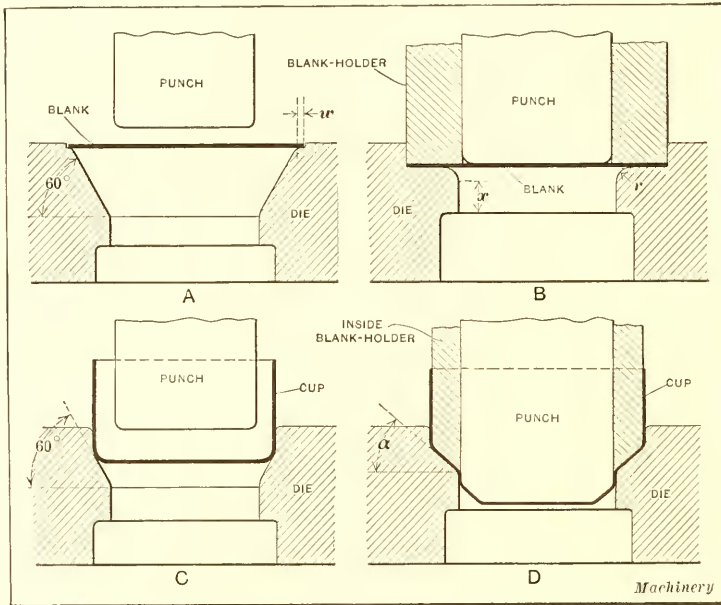 PUNCH
BLANK
w
60°
DIE
A
BLANK-HOLDER
PUNCH
BLANK
x
r
DIE
B
PUNCH
CUP
60°
DIE
C
INSIDE
BLANK-HOLDER
PUNCH
CUP
α
DIE
D
Machinery